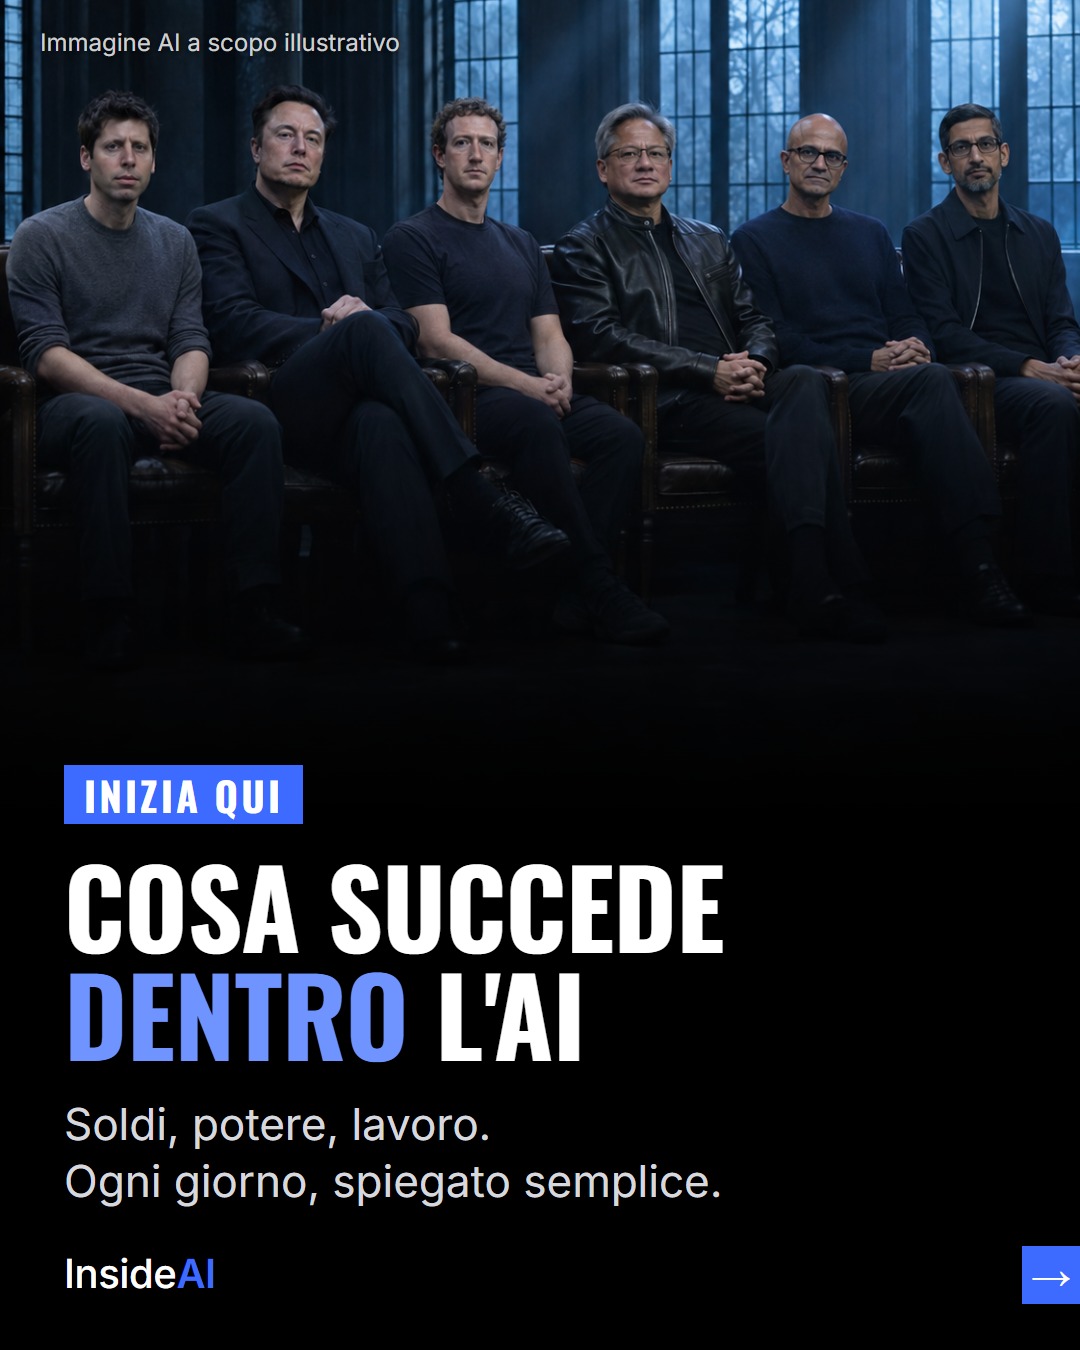 Immagine AI a scopo illustrativo
INIZIA QUI
COSA SUCCEDE
DENTRO L'AI
Soldi, potere, lavoro.
Ogni giorno, spiegato semplice.
InsideAI
→